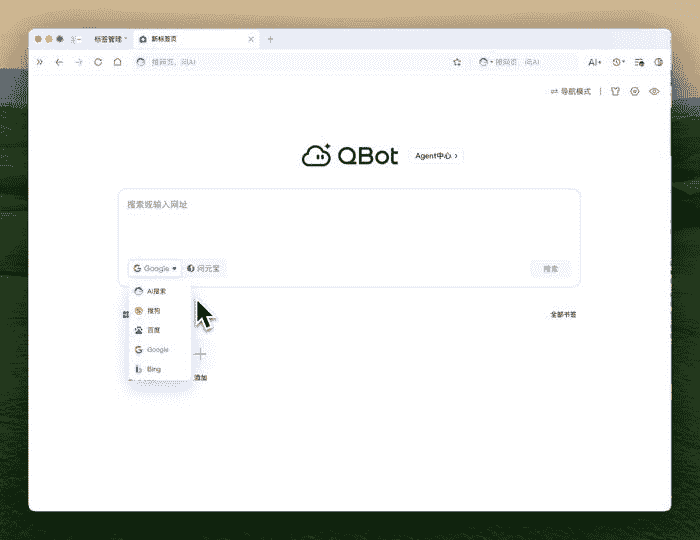 标签管理
新标签页
搜网页，问AI
搜网页，问AI
AI+
导航模式
QBot
Agent中心 ›
搜索或输入网址
Google
问元宝
搜索
AI搜索
搜狗
百度
Google
Bing
全部书签
添加